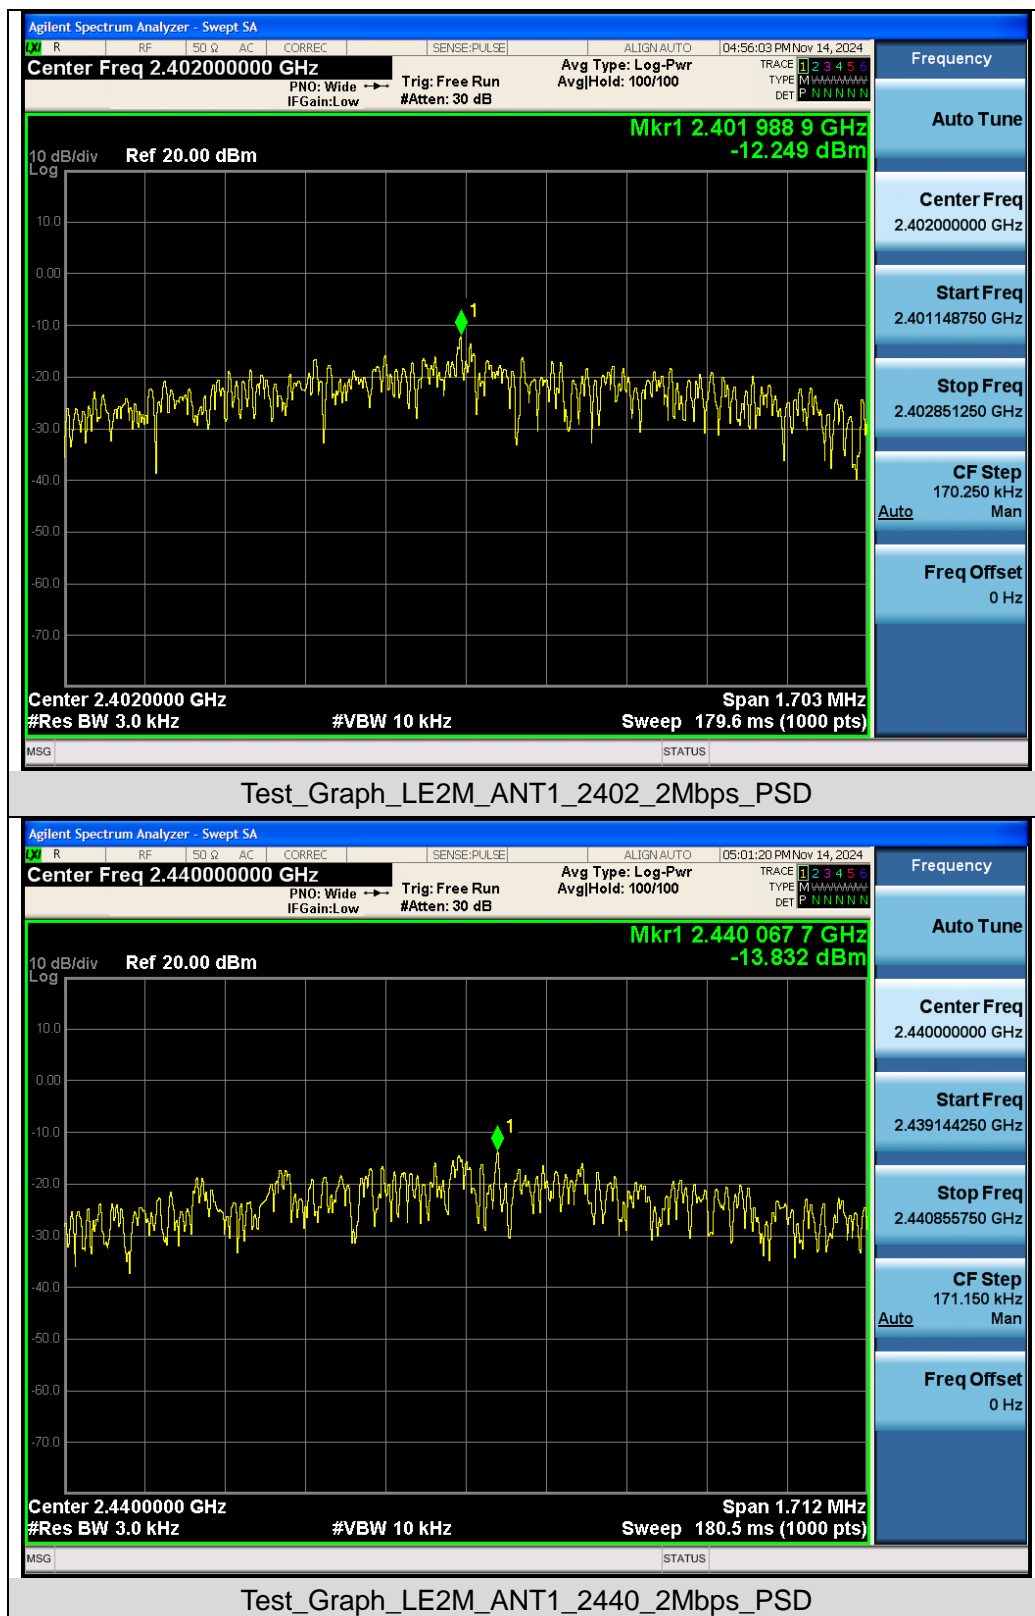 Agilent Spectrum Analyzer - Swept SA
LXI R RF 50 Ω AC CORREC SENSE:PULSE ALIGN AUTO 04:56:03 PM Nov 14, 2024
Center Freq 2.402000000 GHz
PNO: Wide
IFGain:Low
Trig: Free Run
#Atten: 30 dB
Avg Type: Log-Pwr
Avg|Hold: 100/100
TRACE 1 2 3 4 5 6
TYPE M WWWWW
DET P N N N N N
Mkr1 2.401 988 9 GHz
-12.249 dBm
10 dB/div
Log
Ref 20.00 dBm
10.0
0.00
-10.0
-20.0
-30.0
-40.0
-50.0
-60.0
-70.0
1
Center 2.4020000 GHz
Span 1.703 MHz
#Res BW 3.0 kHz
#VBW 10 kHz
Sweep 179.6 ms (1000 pts)
MSG
STATUS
Frequency
Auto Tune
Center Freq
2.402000000 GHz
Start Freq
2.401148750 GHz
Stop Freq
2.402851250 GHz
CF Step
170.250 kHz
Auto Man
Freq Offset
0 Hz
Test_Graph_LE2M_ANT1_2402_2Mbps_PSD
Agilent Spectrum Analyzer - Swept SA
LXI R RF 50 Ω AC CORREC SENSE:PULSE ALIGN AUTO 05:01:20 PM Nov 14, 2024
Center Freq 2.440000000 GHz
PNO: Wide
IFGain:Low
Trig: Free Run
#Atten: 30 dB
Avg Type: Log-Pwr
Avg|Hold: 100/100
TRACE 1 2 3 4 5 6
TYPE M WWWWW
DET P N N N N N
Mkr1 2.440 067 7 GHz
-13.832 dBm
10 dB/div
Log
Ref 20.00 dBm
10.0
0.00
-10.0
-20.0
-30.0
-40.0
-50.0
-60.0
-70.0
1
Center 2.4400000 GHz
Span 1.712 MHz
#Res BW 3.0 kHz
#VBW 10 kHz
Sweep 180.5 ms (1000 pts)
MSG
STATUS
Frequency
Auto Tune
Center Freq
2.440000000 GHz
Start Freq
2.439144250 GHz
Stop Freq
2.440855750 GHz
CF Step
171.150 kHz
Auto Man
Freq Offset
0 Hz
Test_Graph_LE2M_ANT1_2440_2Mbps_PSD